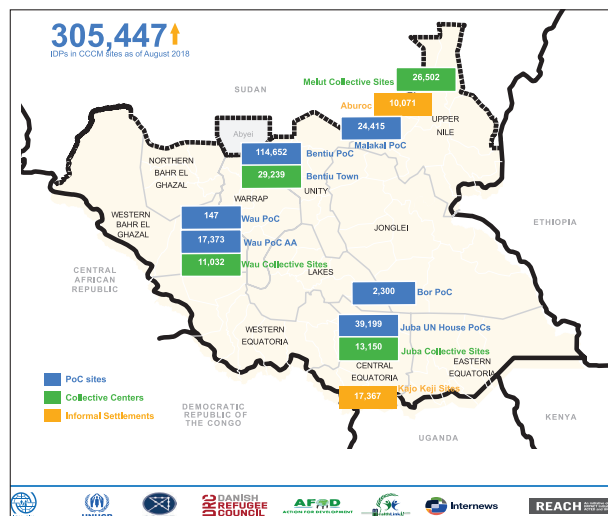 305,447
IDPs in CCCM sites as of August 2018
SUDAN
Melut Collective Sites
26,502
Aburoc
10,071
24,415
Malakal PoC
UPPER
NILE
Abyei
114,652
Bentiu PoC
29,239
Bentiu Town
UNITY
NORTHERN
BAHR EL
GHAZAL
WARRAP
WESTERN
BAHR EL
GHAZAL
147
Wau PoC
17,373
Wau PoC AA
11,032
Wau Collective Sites
JONGLEI
ETHIOPIA
CENTRAL
AFRICAN
REPUBLIC
LAKES
2,300
Bor PoC
39,199
Juba UN House PoCs
13,150
Juba Collective Sites
WESTERN
EQUATORIA
CENTRAL
EQUATORIA
EASTERN
EQUATORIA
17,367
Kajo Keji Sites
PoC sites
Collective Centers
Informal Settlements
DEMOCRATIC
REPUBLIC OF
THE CONGO
UGANDA
KENYA
UNHCR
DRC
DANISH
REFUGEE
COUNCIL
AFOD
ACTION FOR DEVELOPMENT
Internews
REACH